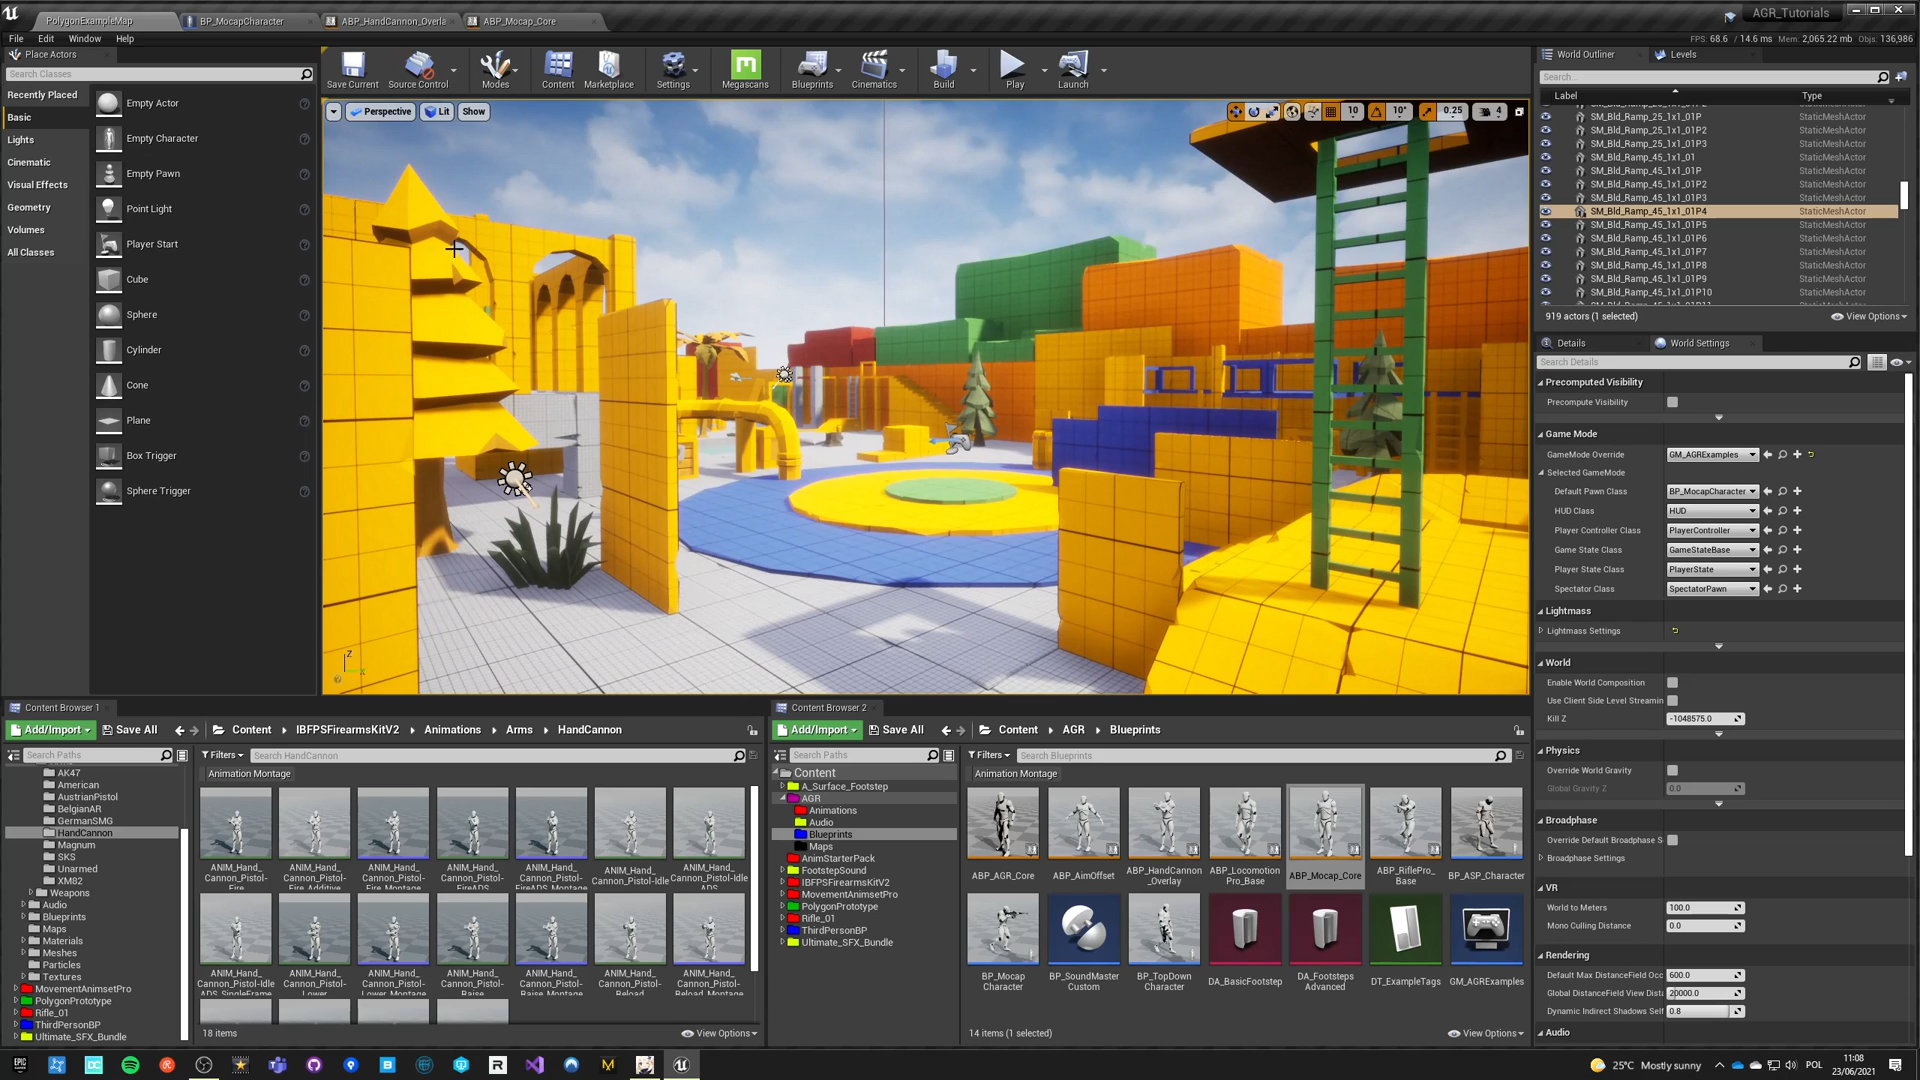 PolygonExampleMap
BP_MocapCharacter
ABP_HandCannon_Overla
ABP_Mocap_Core
AGR_Tutorials
File
Edit
Window
Help
FPS: 68.6 / 14.6 ms
Mem: 2,065.22 mb
Objs: 136,986
Place Actors
Search Classes
Recently Placed
Basic
Lights
Cinematic
Visual Effects
Geometry
Volumes
All Classes
Empty Actor
Empty Character
Empty Pawn
Point Light
Player Start
Cube
Sphere
Cylinder
Cone
Plane
Box Trigger
Sphere Trigger
Save Current
Source Control
Modes
Content
Marketplace
Settings
Megascans
Blueprints
Cinematics
Build
Play
Launch
Perspective
Lit
Show
10
10°
0.25
4
World Outliner
Levels
Search...
Label
Type
SM_Bld_Ramp_25_1x1_01P StaticMeshActor
SM_Bld_Ramp_25_1x1_01P2 StaticMeshActor
SM_Bld_Ramp_25_1x1_01P3 StaticMeshActor
SM_Bld_Ramp_45_1x1_01 StaticMeshActor
SM_Bld_Ramp_45_1x1_01P StaticMeshActor
SM_Bld_Ramp_45_1x1_01P2 StaticMeshActor
SM_Bld_Ramp_45_1x1_01P3 StaticMeshActor
SM_Bld_Ramp_45_1x1_01P4 StaticMeshActor
SM_Bld_Ramp_45_1x1_01P5 StaticMeshActor
SM_Bld_Ramp_45_1x1_01P6 StaticMeshActor
SM_Bld_Ramp_45_1x1_01P7 StaticMeshActor
SM_Bld_Ramp_45_1x1_01P8 StaticMeshActor
SM_Bld_Ramp_45_1x1_01P9 StaticMeshActor
SM_Bld_Ramp_45_1x1_01P10 StaticMeshActor
919 actors (1 selected)
View Options
Details
World Settings
Search Details
Precomputed Visibility
Precompute Visibility
Game Mode
GameMode Override GM_AGRExamples
Selected GameMode
Default Pawn Class BP_MocapCharacter
HUD Class HUD
Player Controller Class PlayerController
Game State Class GameStateBase
Player State Class PlayerState
Spectator Class SpectatorPawn
Lightmass
Lightmass Settings
World
Enable World Composition
Use Client Side Level Streamin
Kill Z -1048575.0
Physics
Override World Gravity
Global Gravity Z 0.0
Broadphase
Override Default Broadphase S
Broadphase Settings
VR
World to Meters 100.0
Mono Culling Distance 0.0
Rendering
Default Max DistanceField Occ 600.0
Global DistanceField View Dista 20000.0
Dynamic Indirect Shadows Self 0.8
Audio
Content Browser 1
Add/Import
Save All
Content
IBFPSFirearmsKitV2
Animations
Arms
HandCannon
Search Paths
Filters
Search HandCannon
Animation Montage
AK47
American
AustrianPistol
BelgianAR
GermanSMG
HandCannon
Magnum
SKS
Unarmed
XM82
Weapons
Audio
Blueprints
Maps
Materials
Meshes
Particles
Textures
MovementAnimsetPro
PolygonPrototype
Rifle_01
ThirdPersonBP
Ultimate_SFX_Bundle
ANIM_Hand_Cannon_Pistol-Fire
ANIM_Hand_Cannon_Pistol-Fire_Additive
ANIM_Hand_Cannon_Pistol-Fire_Montage
ANIM_Hand_Cannon_Pistol-FireADS
ANIM_Hand_Cannon_Pistol-FireADS_Montage
ANIM_Hand_Cannon_Pistol-Idle
ANIM_Hand_Cannon_Pistol-Idle ADS
ANIM_Hand_Cannon_Pistol-Idle ADS_SingleFrame
ANIM_Hand_Cannon_Pistol-Lower
ANIM_Hand_Cannon_Pistol-Lower_Montage
ANIM_Hand_Cannon_Pistol-Raise
ANIM_Hand_Cannon_Pistol-Raise_Montage
ANIM_Hand_Cannon_Pistol-Reload
ANIM_Hand_Cannon_Pistol-Reload_Montage
18 items
View Options
Content Browser 2
Add/Import
Save All
Content
AGR
Blueprints
Search Paths
Filters
Search Blueprints
Animation Montage
Content
A_Surface_Footstep
AGR
Animations
Audio
Blueprints
Maps
AnimStarterPack
FootstepSound
IBFPSFirearmsKitV2
MovementAnimsetPro
PolygonPrototype
Rifle_01
ThirdPersonBP
Ultimate_SFX_Bundle
ABP_AGR_Core
ABP_AimOffset
ABP_HandCannon_Overlay
ABP_Locomotion Pro_Base
ABP_Mocap_Core
ABP_RiflePro_Base
BP_ASP_Character
BP_Mocap Character
BP_SoundMaster Custom
BP_TopDown Character
DA_BasicFootstep
DA_Footsteps Advanced
DT_ExampleTags
GM_AGRExamples
14 items (1 selected)
View Options
25°C Mostly sunny
POL
11:08
23/06/2021